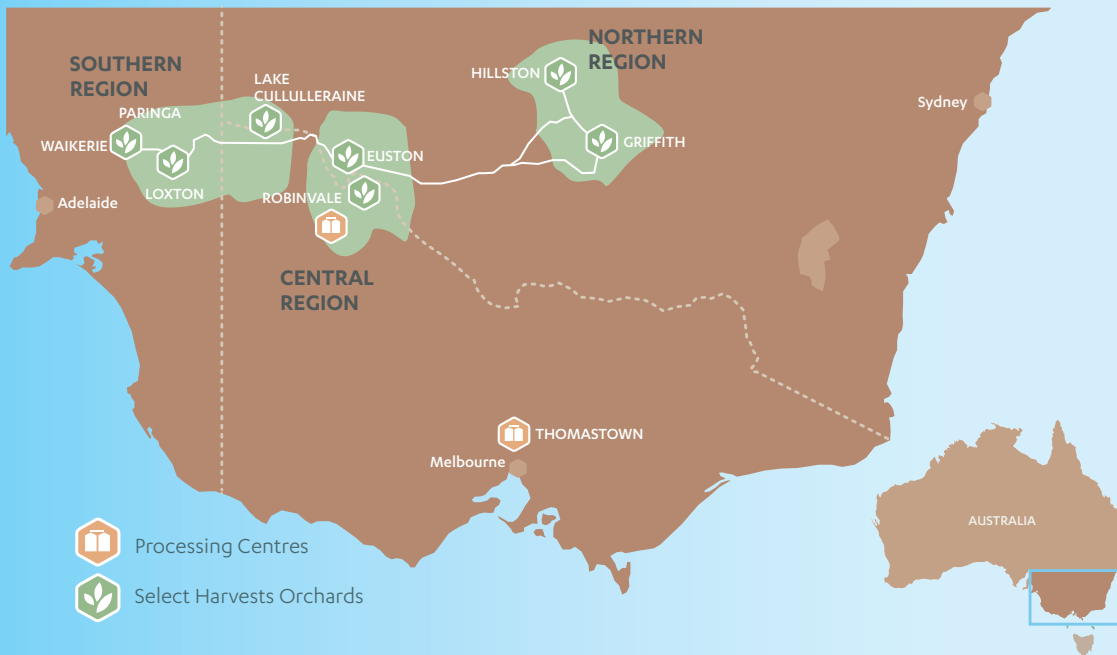 NORTHERN
REGION
SOUTHERN
REGION
HILLSTON
LAKE
CULLULLERAINE
PARINGA
Sydney
WAIKERIE
GRIFFITH
EUSTON
LOXTON
ROBINVALE
Adelaide
CENTRAL
REGION
THOMASTOWN
Melbourne
AUSTRALIA
Processing Centres
Select Harvests Orchards